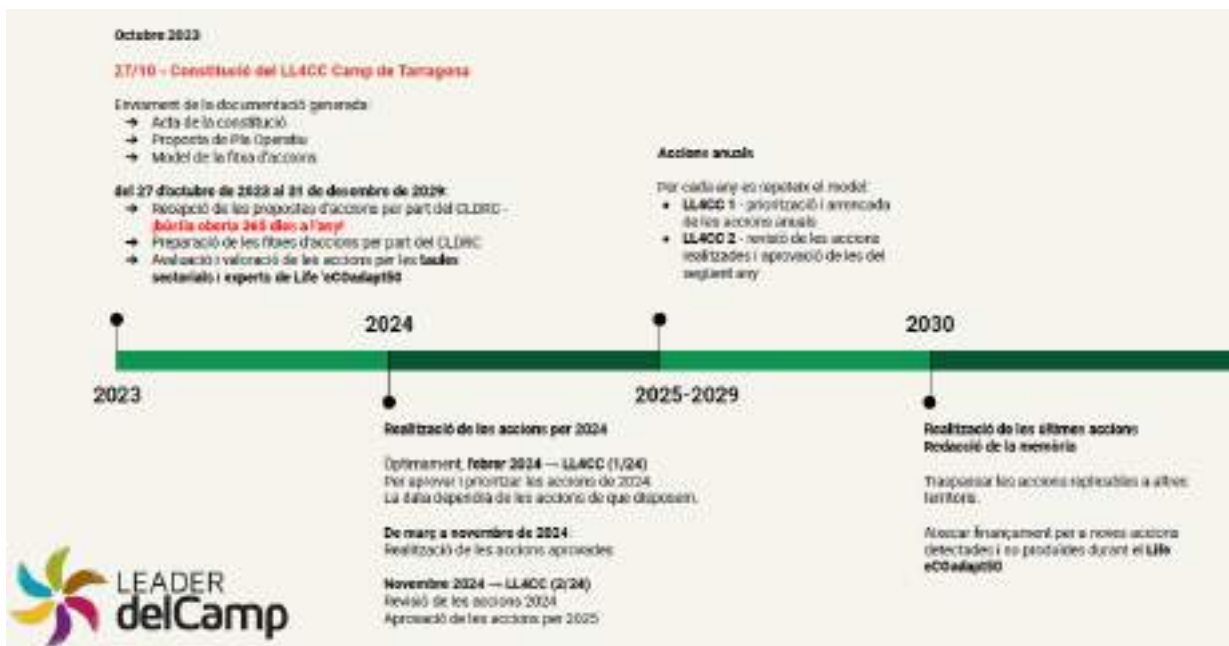 Octubre 2023
27/10 - Constitució del LL4CC Camp de Tarragona
Enviament de la documentació generada:
➔ Acta de la constitució
➔ Proposta de Pla Operatiu
➔ Model de la fitxa d'accions
del 27 d'octubre de 2023 al 31 de desembre de 2029:
➔ Recepció de les propostes d'accions per part del CLDRC -
¡bústia oberta 365 dies a l'any!
➔ Preparació de les fitxes d'accions per part del CLDRC
➔ Avaluació i valoració de les accions per les taules
sectorials i experts de Life eCOadapt50
Accions anuals
Per cada any es repeteix el model:
● LL4CC 1 - priorització i arrencada
de les accions anuals
● LL4CC 2 - revisió de les accions
realitzades i aprovació de les del
següent any
2024
2030
2023
2025-2029
Realització de les accions per 2024
Òptimament, febrer 2024 — LL4CC (1/24)
Per aprovar i prioritzar les accions de 2024.
La data dependrà de les accions de que disposem.
De març a novembre de 2024
Realització de les accions aprovades
Novembre 2024 — LL4CC (2/24)
Revisió de les accions 2024
Aprovació de les accions per 2025
Realització de les últimes accions
Redacció de la memòria
Traspassar les accions replicables a altres
territoris.
Aixecar finançament per a noves accions
detectades i no produïdes durant el Life
eCOadapt50
LEADER
delCamp